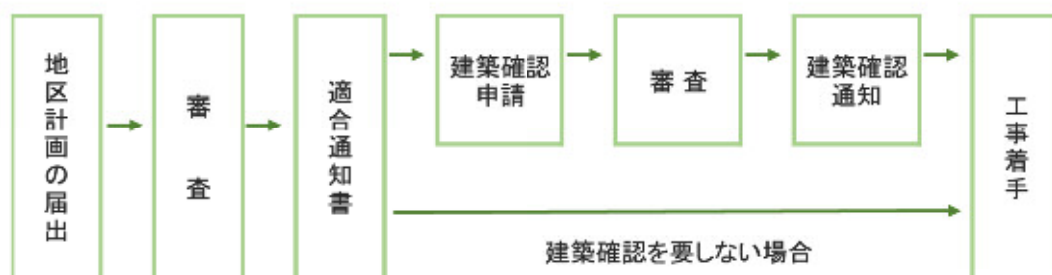 地区計画の届出
審査
適合通知書
建築確認
申請
審査
建築確認
通知
工事着手
建築確認を要しない場合